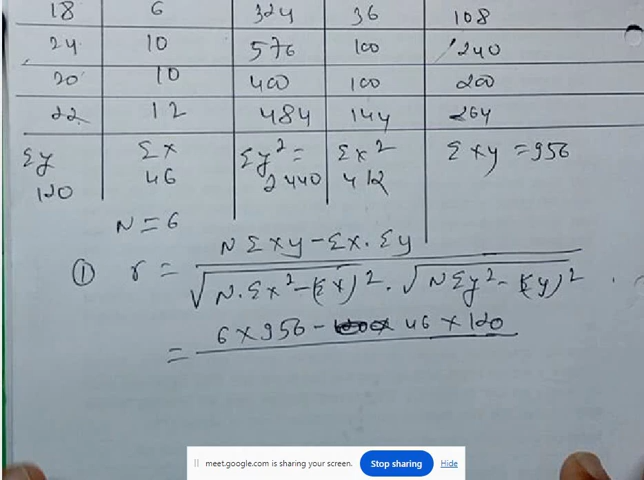 18 6 324 36 108
24 10 576 100 240
20 10 400 100 200
22 12 484 144 264
Σy Σx Σy² = Σx² Σxy = 956
120 46 2440 412
N = 6
① r = NΣxy - Σx. Σy
√N.Σx² - (Σx)² . √NΣy² - (Σy)²
= 6 × 956 - 46 × 120
meet.google.com is sharing your screen. Stop sharing Hide